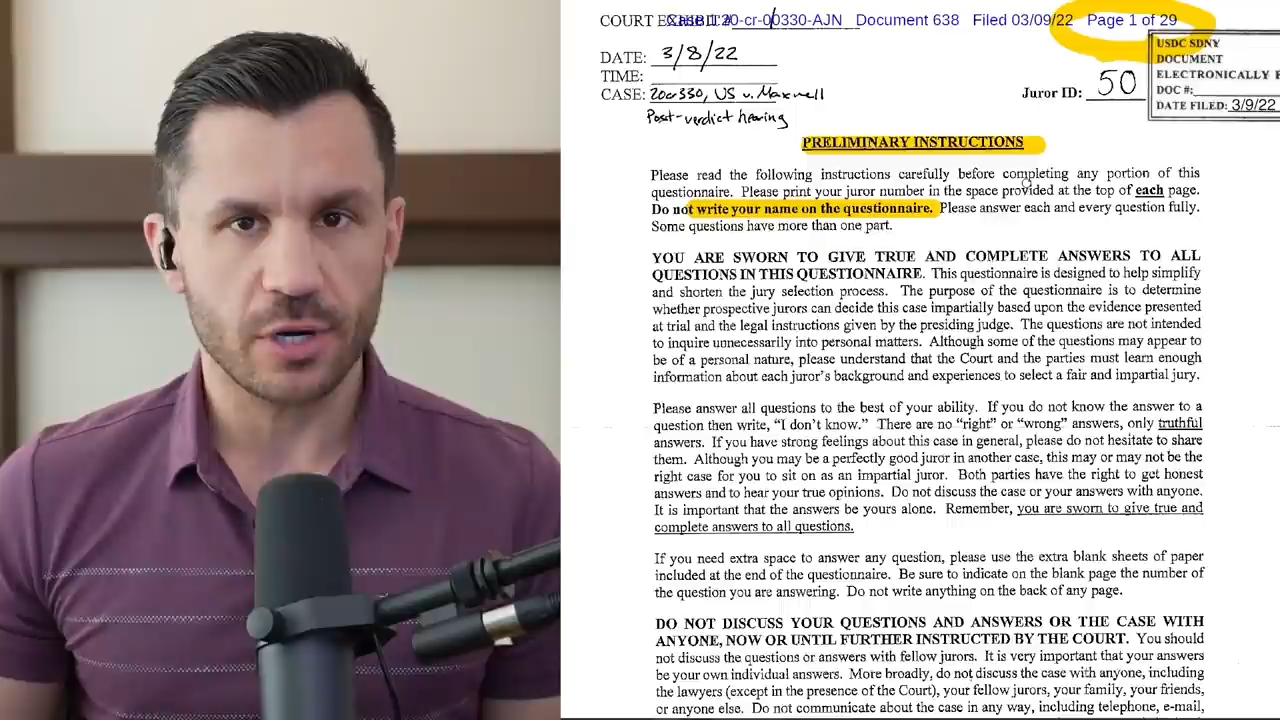 COURT EXHIBIT # 1
Case 1:20-cr-00330-AJN Document 638 Filed 03/09/22 Page 1 of 29
DATE: 3/8/22
TIME:
CASE: 20cr330, US v. Maxwell
Post-verdict hearing
Juror ID: 50
USDC SDNY
DOCUMENT
ELECTRONICALLY
DOC #:
DATE FILED: 3/9/22
PRELIMINARY INSTRUCTIONS
Please read the following instructions carefully before completing any portion of this
questionnaire. Please print your juror number in the space provided at the top of each page.
Do not write your name on the questionnaire. Please answer each and every question fully.
Some questions have more than one part.
YOU ARE SWORN TO GIVE TRUE AND COMPLETE ANSWERS TO ALL
QUESTIONS IN THIS QUESTIONNAIRE. This questionnaire is designed to help simplify
and shorten the jury selection process. The purpose of the questionnaire is to determine
whether prospective jurors can decide this case impartially based upon the evidence presented
at trial and the legal instructions given by the presiding judge. The questions are not intended
to inquire unnecessarily into personal matters. Although some of the questions may appear to
be of a personal nature, please understand that the Court and the parties must learn enough
information about each juror's background and experiences to select a fair and impartial jury.
Please answer all questions to the best of your ability. If you do not know the answer to a
question then write, "I don't know." There are no "right" or "wrong" answers, only truthful
answers. If you have strong feelings about this case in general, please do not hesitate to share
them. Although you may be a perfectly good juror in another case, this may or may not be the
right case for you to sit on as an impartial juror. Both parties have the right to get honest
answers and to hear your true opinions. Do not discuss the case or your answers with anyone.
It is important that the answers be yours alone. Remember, you are sworn to give true and
complete answers to all questions.
If you need extra space to answer any question, please use the extra blank sheets of paper
included at the end of the questionnaire. Be sure to indicate on the blank page the number of
the question you are answering. Do not write anything on the back of any page.
DO NOT DISCUSS YOUR QUESTIONS AND ANSWERS OR THE CASE WITH
ANYONE, NOW OR UNTIL FURTHER INSTRUCTED BY THE COURT. You should
not discuss the questions or answers with fellow jurors. It is very important that your answers
be your own individual answers. More broadly, do not discuss the case with anyone, including
the lawyers (except in the presence of the Court), your fellow jurors, your family, your friends,
or anyone else. Do not communicate about the case in any way, including telephone, e-mail,